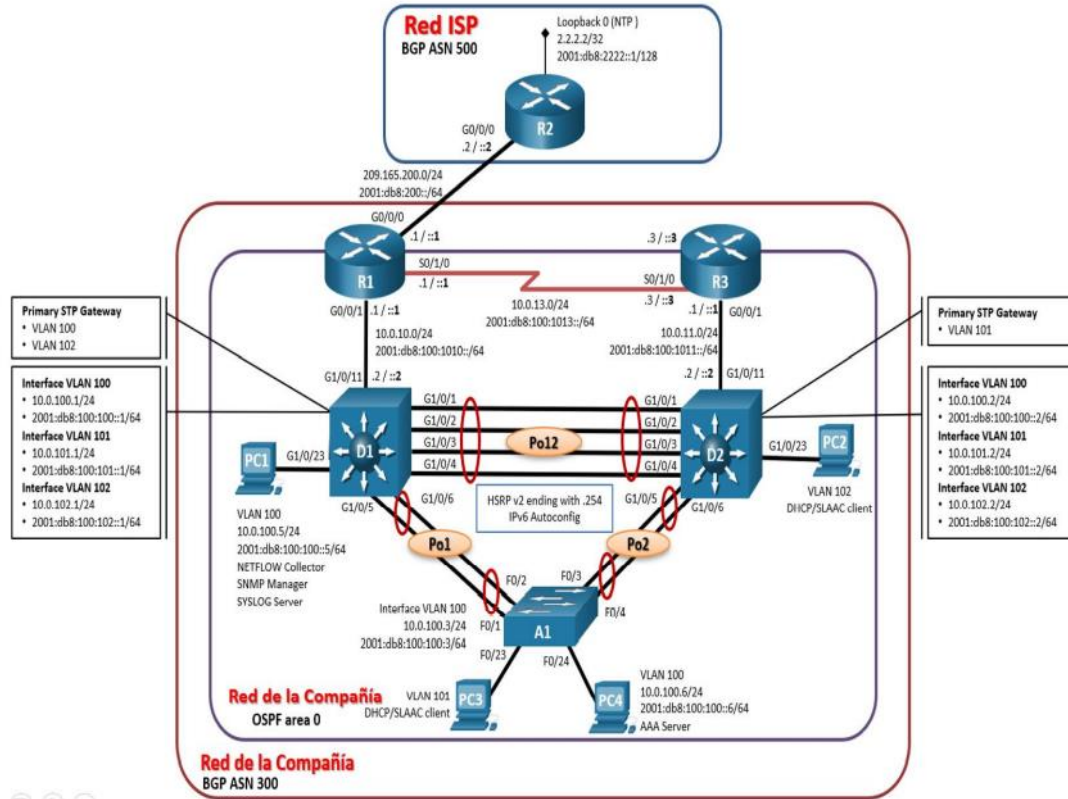 Red ISP
BGP ASN 500
Loopback 0 (NTP )
2.2.2.2/32
2001:db8:2222::1/128
R2
G0/0/0
.2 / ::2
209.165.200.0/24
2001:db8:200::/64
G0/0/0
.1 / ::1
R1
S0/1/0
.1 / ::1
.3 / ::3
R3
S0/1/0
.3 / ::3
10.0.13.0/24
2001:db8:100:1013::/64
G0/0/1
.1 / ::1
10.0.10.0/24
2001:db8:100:1010::/64
G1/0/11
.2 / ::2
.1 / ::1
G0/0/1
10.0.11.0/24
2001:db8:100:1011::/64
.2 / ::2
G1/0/11
Primary STP Gateway
• VLAN 100
• VLAN 102
Interface VLAN 100
• 10.0.100.1/24
• 2001:db8:100:100::1/64
Interface VLAN 101
• 10.0.101.1/24
• 2001:db8:100:101::1/64
Interface VLAN 102
• 10.0.102.1/24
• 2001:db8:100:102::1/64
Primary STP Gateway
• VLAN 101
Interface VLAN 100
• 10.0.100.2/24
• 2001:db8:100:100::2/64
Interface VLAN 101
• 10.0.101.2/24
• 2001:db8:100:101::2/64
Interface VLAN 102
• 10.0.102.2/24
• 2001:db8:100:102::2/64
D1
G1/0/1
G1/0/2
G1/0/3
G1/0/4
Po12
G1/0/1
G1/0/2
G1/0/3
G1/0/4
D2
PC1
G1/0/23
G1/0/23
PC2
VLAN 102
DHCP/SLAAC client
G1/0/5
G1/0/6
HSRP v2 ending with .254
IPv6 Autoconfig
G1/0/5
G1/0/6
VLAN 100
10.0.100.5/24
2001:db8:100:100::5/64
NETFLOW Collector
SNMP Manager
SYSLOG Server
Po1
Po2
F0/2
F0/3
F0/1
F0/4
Interface VLAN 100
10.0.100.3/24
2001:db8:100:100:3/64
A1
F0/23
F0/24
VLAN 101
DHCP/SLAAC client
PC3
PC4
VLAN 100
10.0.100.6/24
2001:db8:100:100::6/64
AAA Server
Red de la Compañía
OSPF area 0
Red de la Compañía
BGP ASN 300